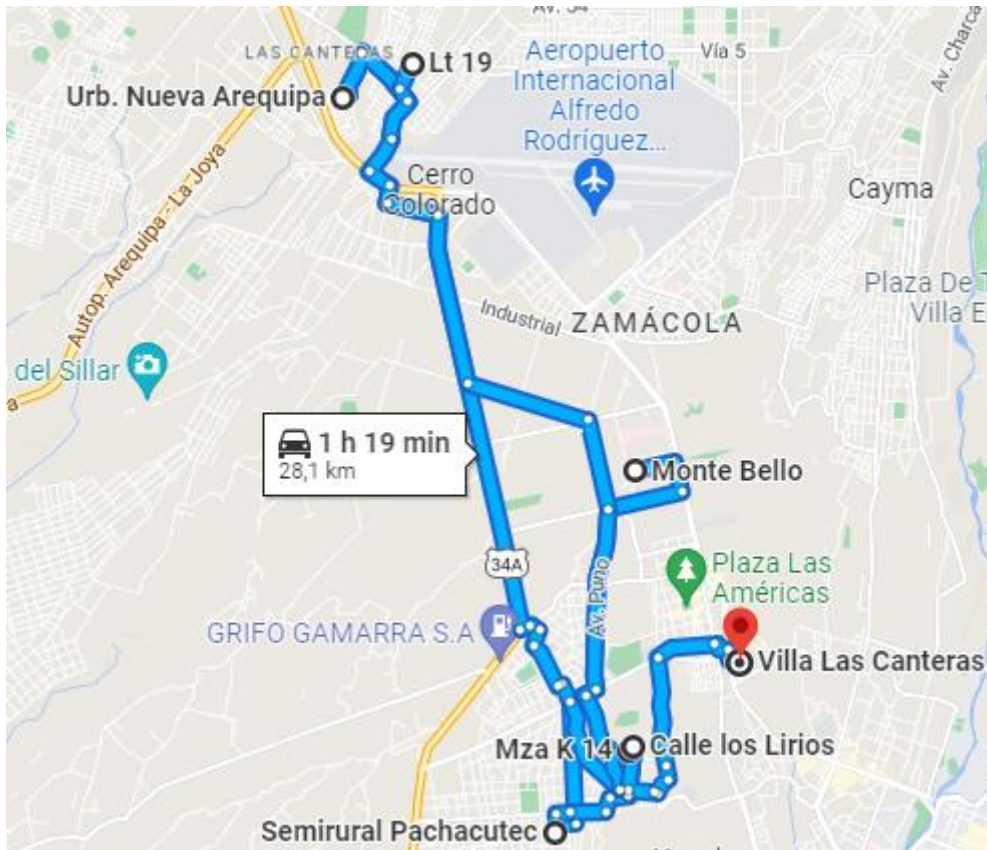 Av. 54
LAS CANTERAS
Lt 19
Urb. Nueva Arequipa
Aeropuerto
Internacional
Alfredo
Rodríguez...
Vía 5
Av. Charca
Cerro
Colorado
Cayma
Autop. Arequipa - La Joya
Plaza De T
Villa E
Industrial
ZAMÁCOLA
del Sillar
a
1 h 19 min
28,1 km
Monte Bello
34A
Av. Puno
Plaza Las
Américas
GRIFO GAMARRA S.A
Villa Las Canteras
Mza K 14
Calle los Lirios
Semirural Pachacutec